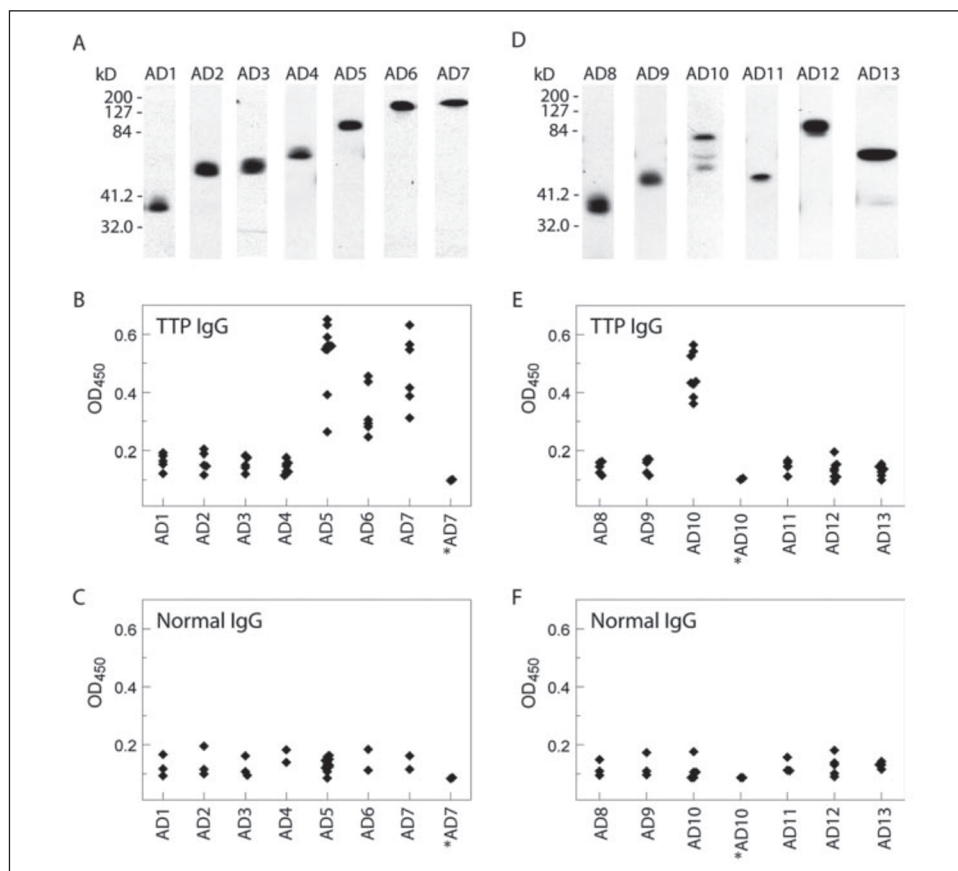 A
kD AD1 AD2 AD3 AD4 AD5 AD6 AD7
200 -
127 -
84 -
41.2 -
32.0 -
B
TTP IgG
OD450
0.6
0.4
0.2
AD1 AD2 AD3 AD4 AD5 AD6 AD7 *AD7
C
Normal IgG
OD450
0.6
0.4
0.2
AD1 AD2 AD3 AD4 AD5 AD6 AD7 *AD7
D
kD AD8 AD9 AD10 AD11 AD12 AD13
200 -
127 -
84 -
41.2 -
32.0 -
E
TTP IgG
OD450
0.6
0.4
0.2
AD8 AD9 AD10 *AD10 AD11 AD12 AD13
F
Normal IgG
OD450
0.6
0.4
0.2
AD8 AD9 AD10 *AD10 AD11 AD12 AD13